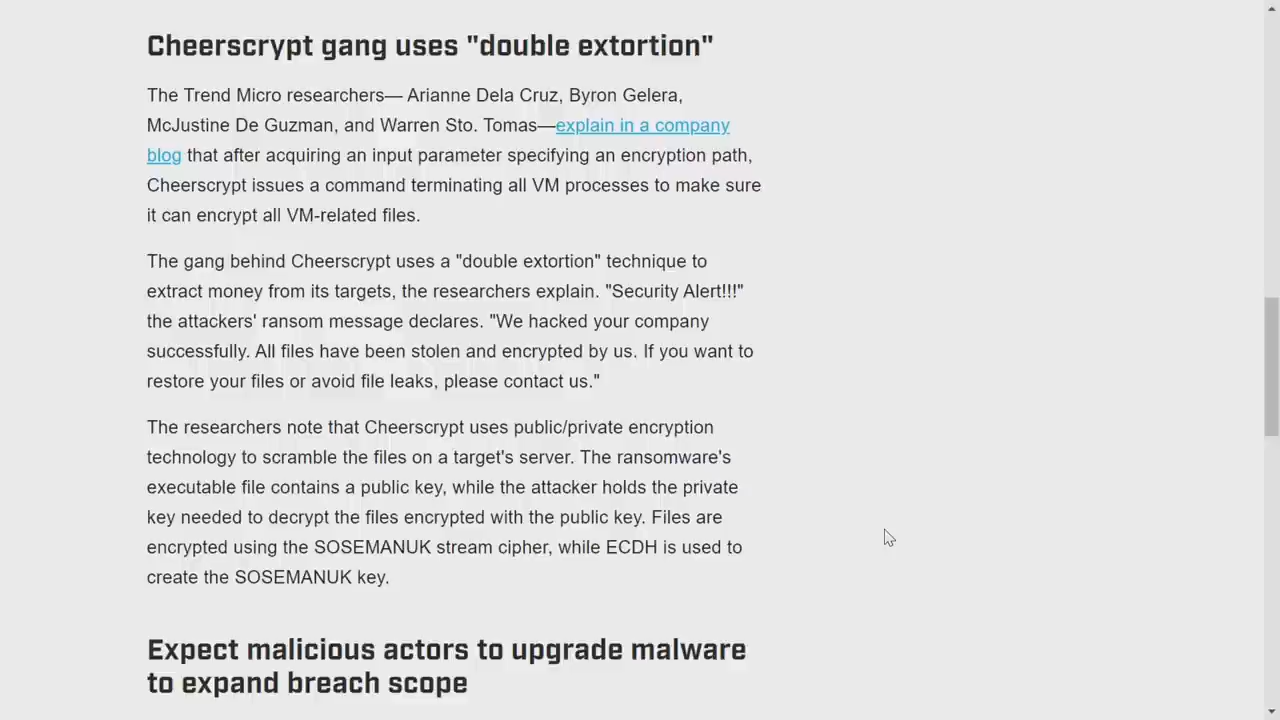 Cheerscrypt gang uses "double extortion"
The Trend Micro researchers— Arianne Dela Cruz, Byron Gelera,
McJustine De Guzman, and Warren Sto. Tomas—explain in a company
blog that after acquiring an input parameter specifying an encryption path,
Cheerscrypt issues a command terminating all VM processes to make sure
it can encrypt all VM-related files.
The gang behind Cheerscrypt uses a "double extortion" technique to
extract money from its targets, the researchers explain. "Security Alert!!!"
the attackers' ransom message declares. "We hacked your company
successfully. All files have been stolen and encrypted by us. If you want to
restore your files or avoid file leaks, please contact us."
The researchers note that Cheerscrypt uses public/private encryption
technology to scramble the files on a target's server. The ransomware's
executable file contains a public key, while the attacker holds the private
key needed to decrypt the files encrypted with the public key. Files are
encrypted using the SOSEMANUK stream cipher, while ECDH is used to
create the SOSEMANUK key.
Expect malicious actors to upgrade malware
to expand breach scope